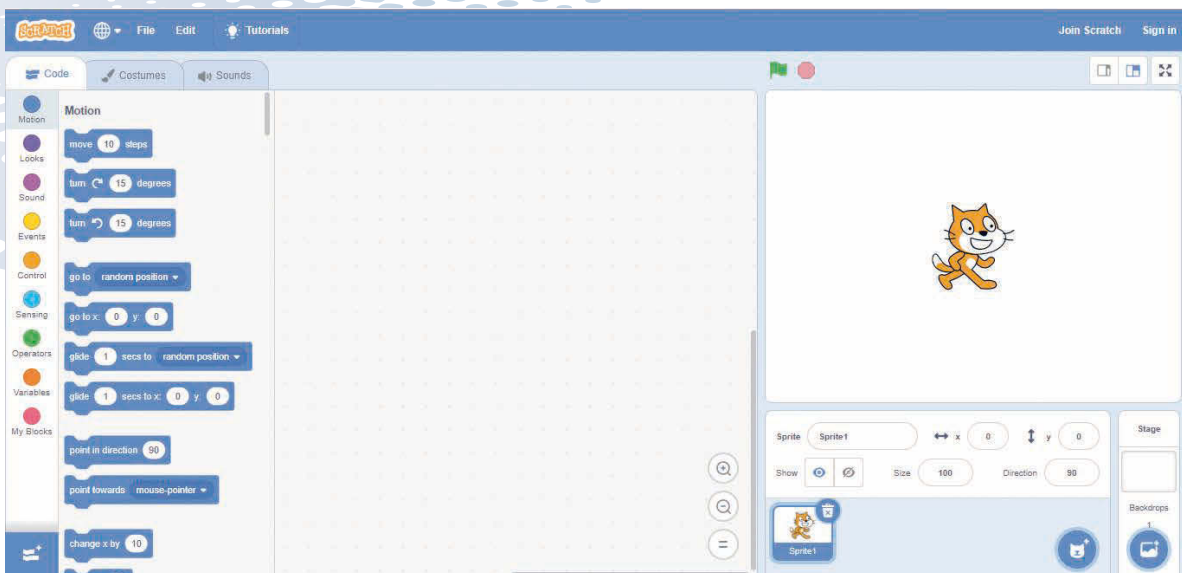 SCRATCH File Edit Tutorials Join Scratch Sign in
Code Costumes Sounds
Motion
Looks
Sound
Events
Control
Sensing
Operators
Variables
My Blocks
Motion
move 10 steps
turn 15 degrees
turn 15 degrees
go to random position
go to x: 0 y: 0
glide 1 secs to random position
glide 1 secs to x: 0 y: 0
point in direction 90
point towards mouse-pointer
change x by 10
Sprite Sprite1 x 0 y 0
Show Size 100 Direction 90
Sprite1
Stage
Backdrops
1